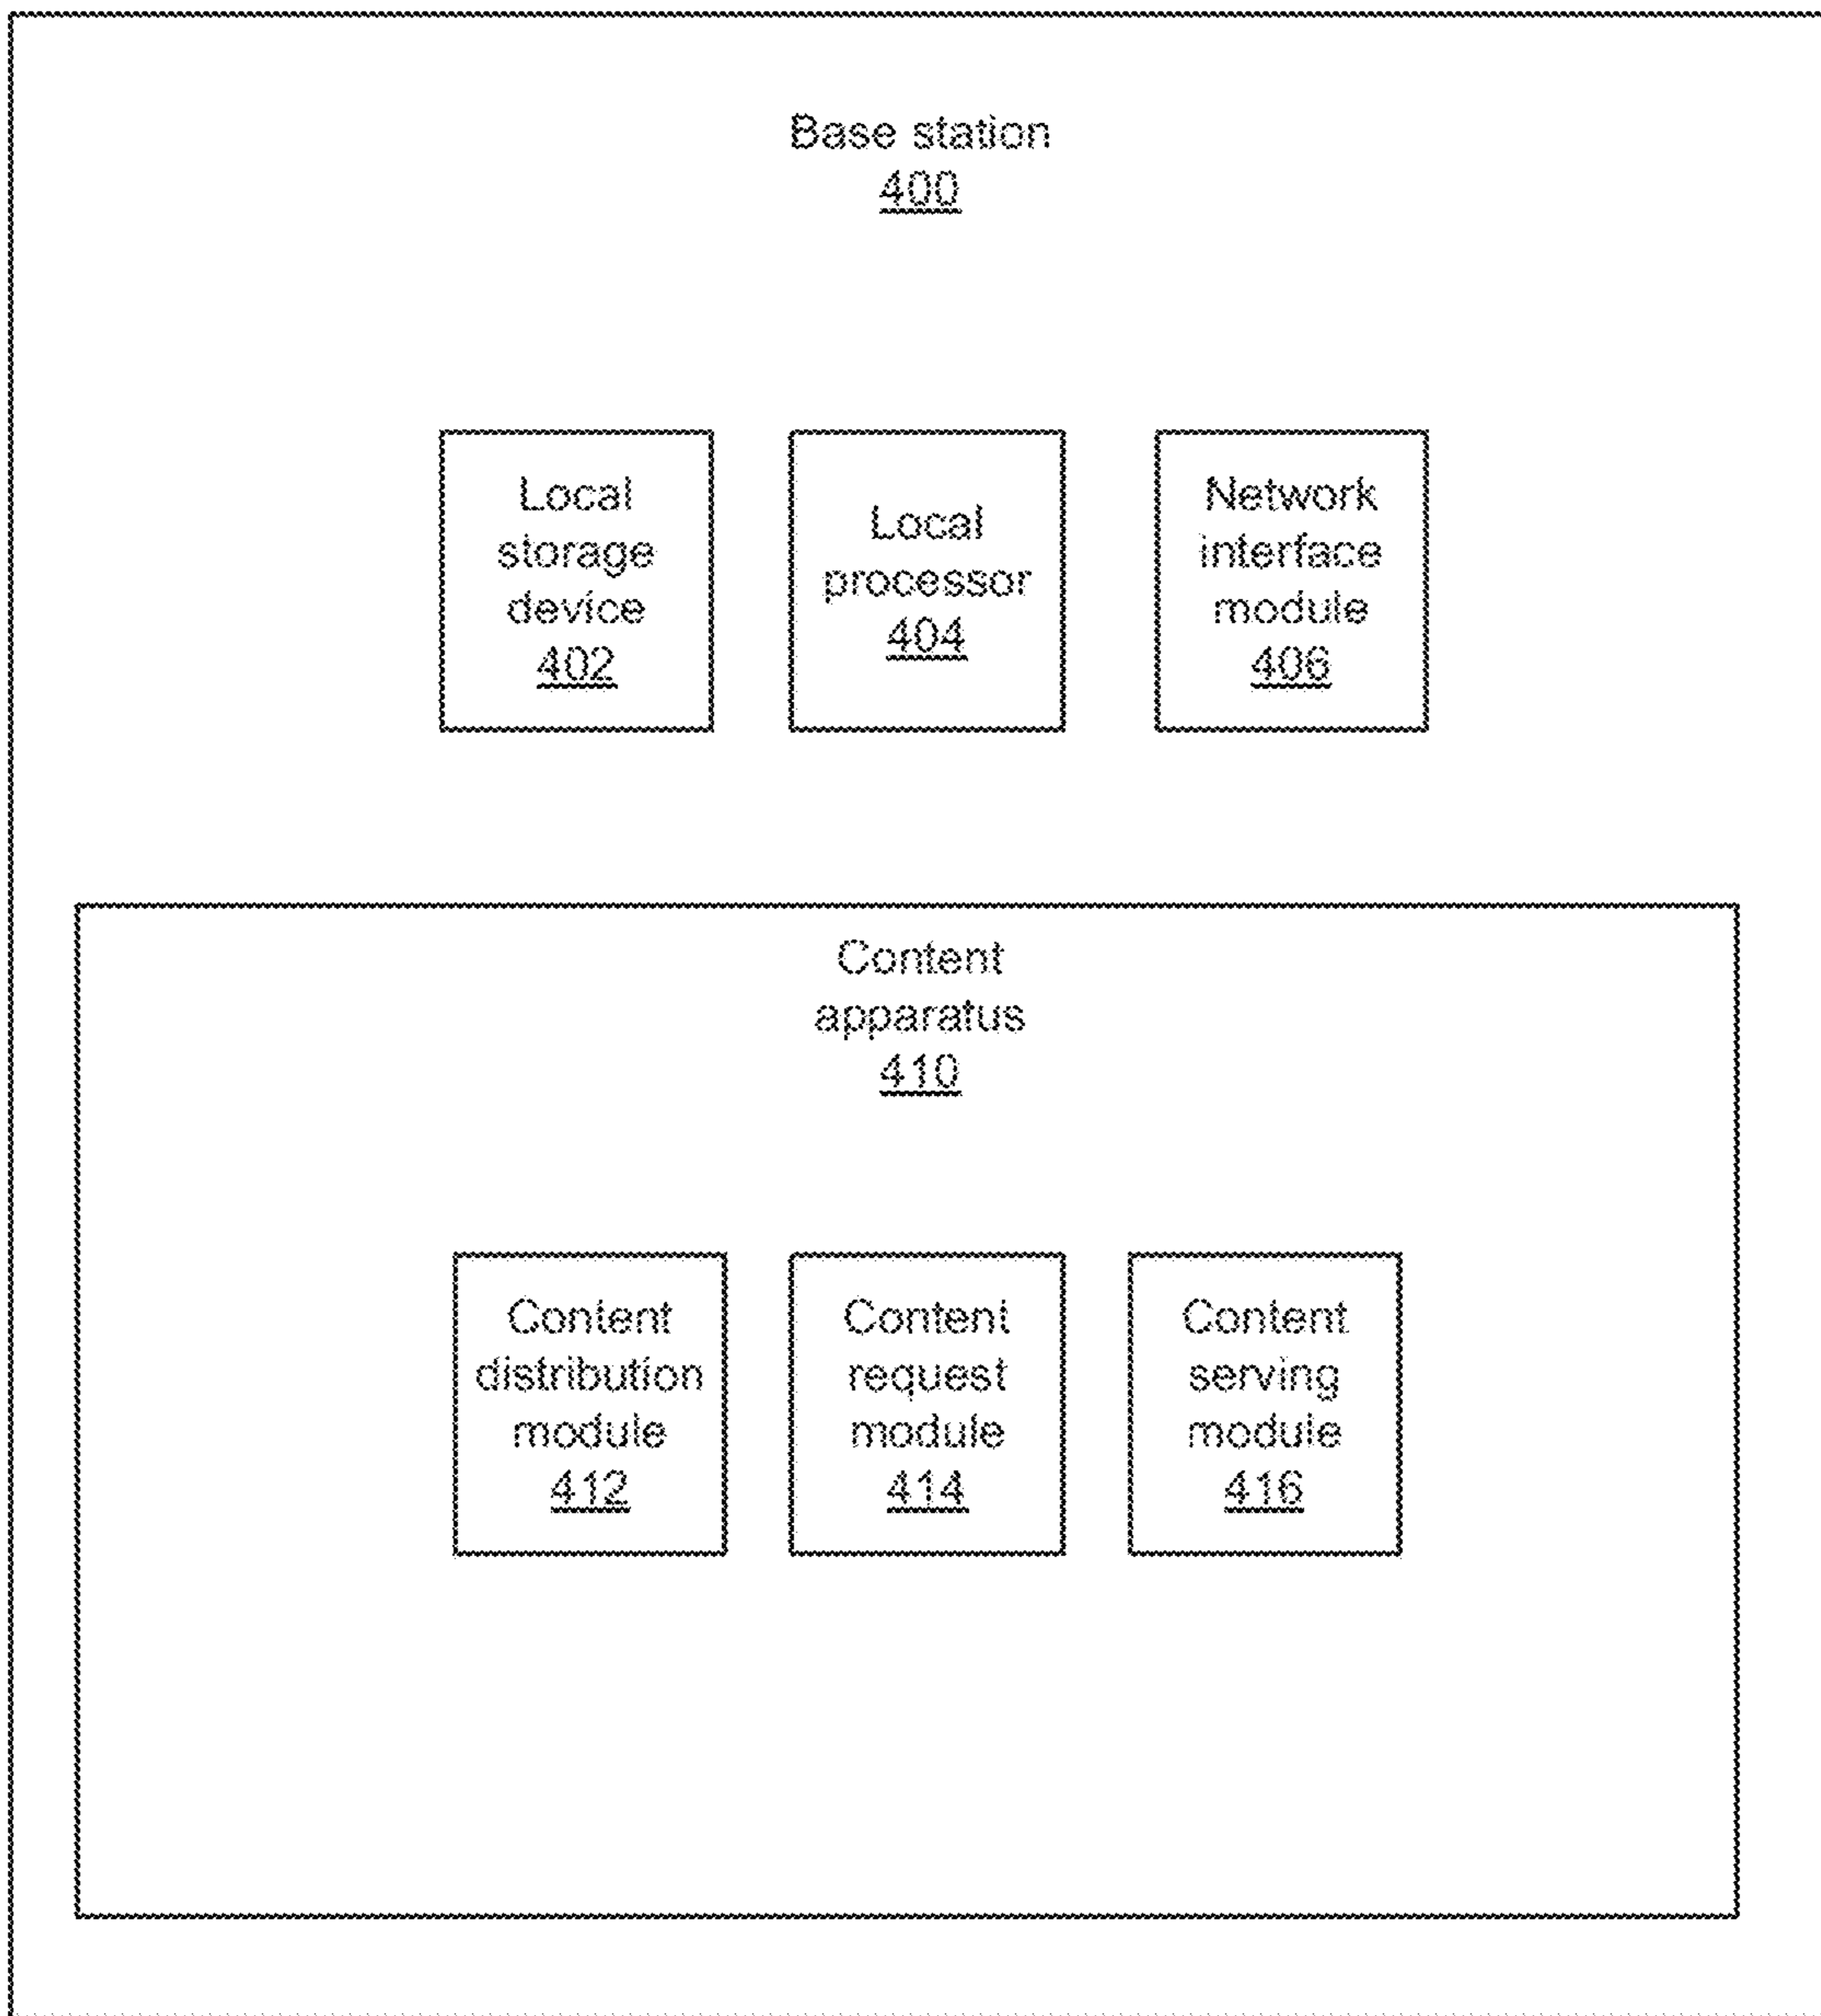 Base station
400
Local
storage
device
402
Local
processor
404
Network
interface
module
406
Content
apparatus
410
Content
distribution
module
412
Content
request
module
414
Content
serving
module
416